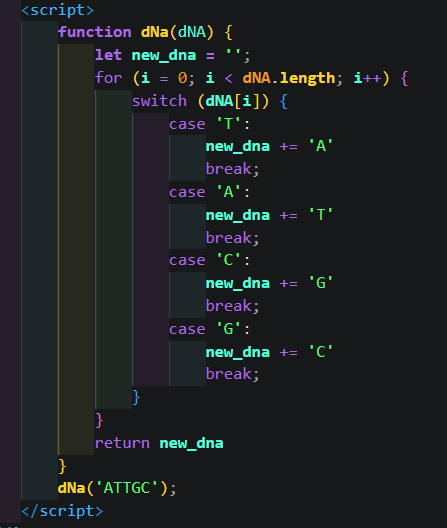 <script>
function dNa(dNA) {
let new_dna = '';
for (i = 0; i < dNA.length; i++) {
switch (dNA[i]) {
case 'T':
new_dna += 'A'
break;
case 'A':
new_dna += 'T'
break;
case 'C':
new_dna += 'G'
break;
case 'G':
new_dna += 'C'
break;
}
}
return new_dna
}
dNa('ATTGC');
</script>